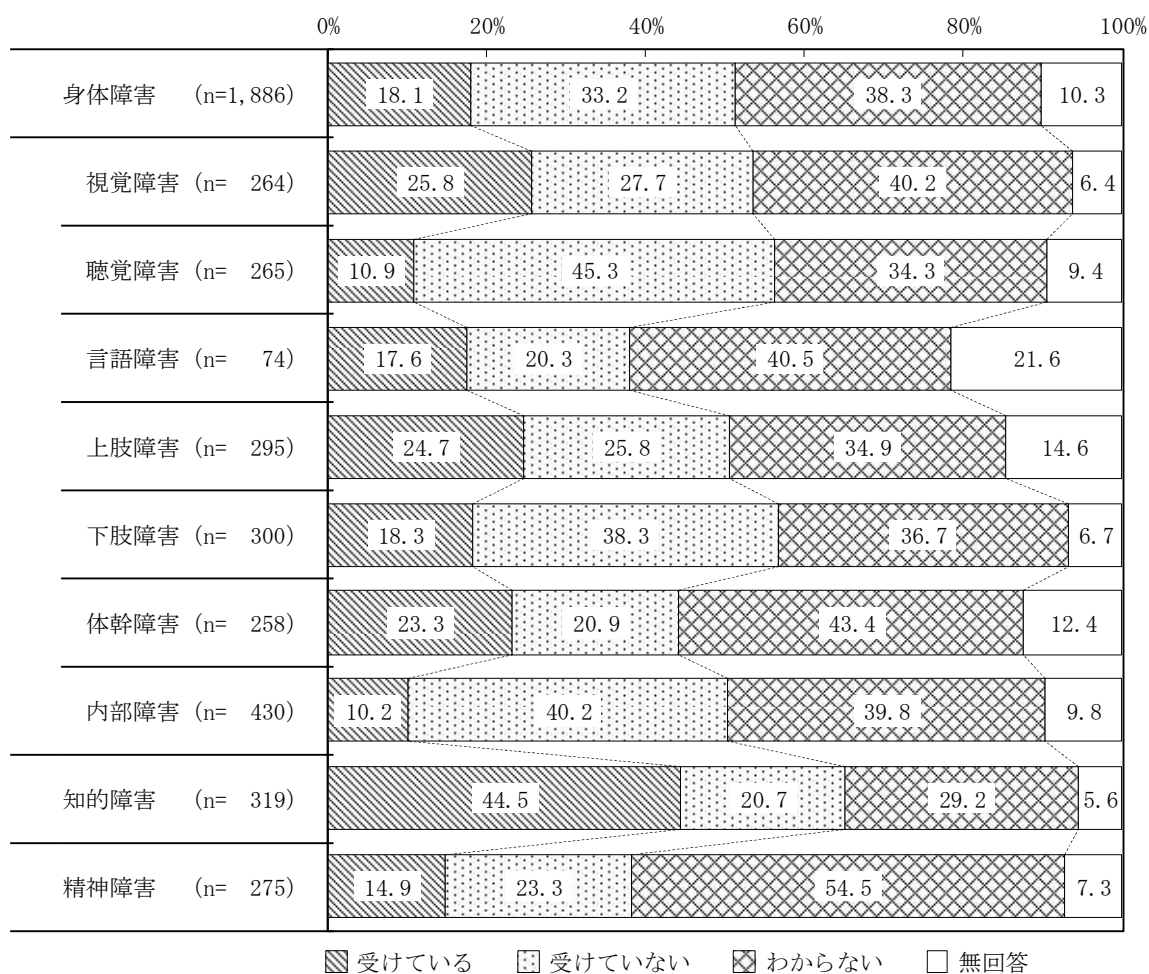 0% 20% 40% 60% 80% 100%
身体障害 (n=1,886) 18.1 33.2 38.3 10.3
視覚障害 (n= 264) 25.8 27.7 40.2 6.4
聴覚障害 (n= 265) 10.9 45.3 34.3 9.4
言語障害 (n= 74) 17.6 20.3 40.5 21.6
上肢障害 (n= 295) 24.7 25.8 34.9 14.6
下肢障害 (n= 300) 18.3 38.3 36.7 6.7
体幹障害 (n= 258) 23.3 20.9 43.4 12.4
内部障害 (n= 430) 10.2 40.2 39.8 9.8
知的障害 (n= 319) 44.5 20.7 29.2 5.6
精神障害 (n= 275) 14.9 23.3 54.5 7.3
受けている 受けていない わからない 無回答